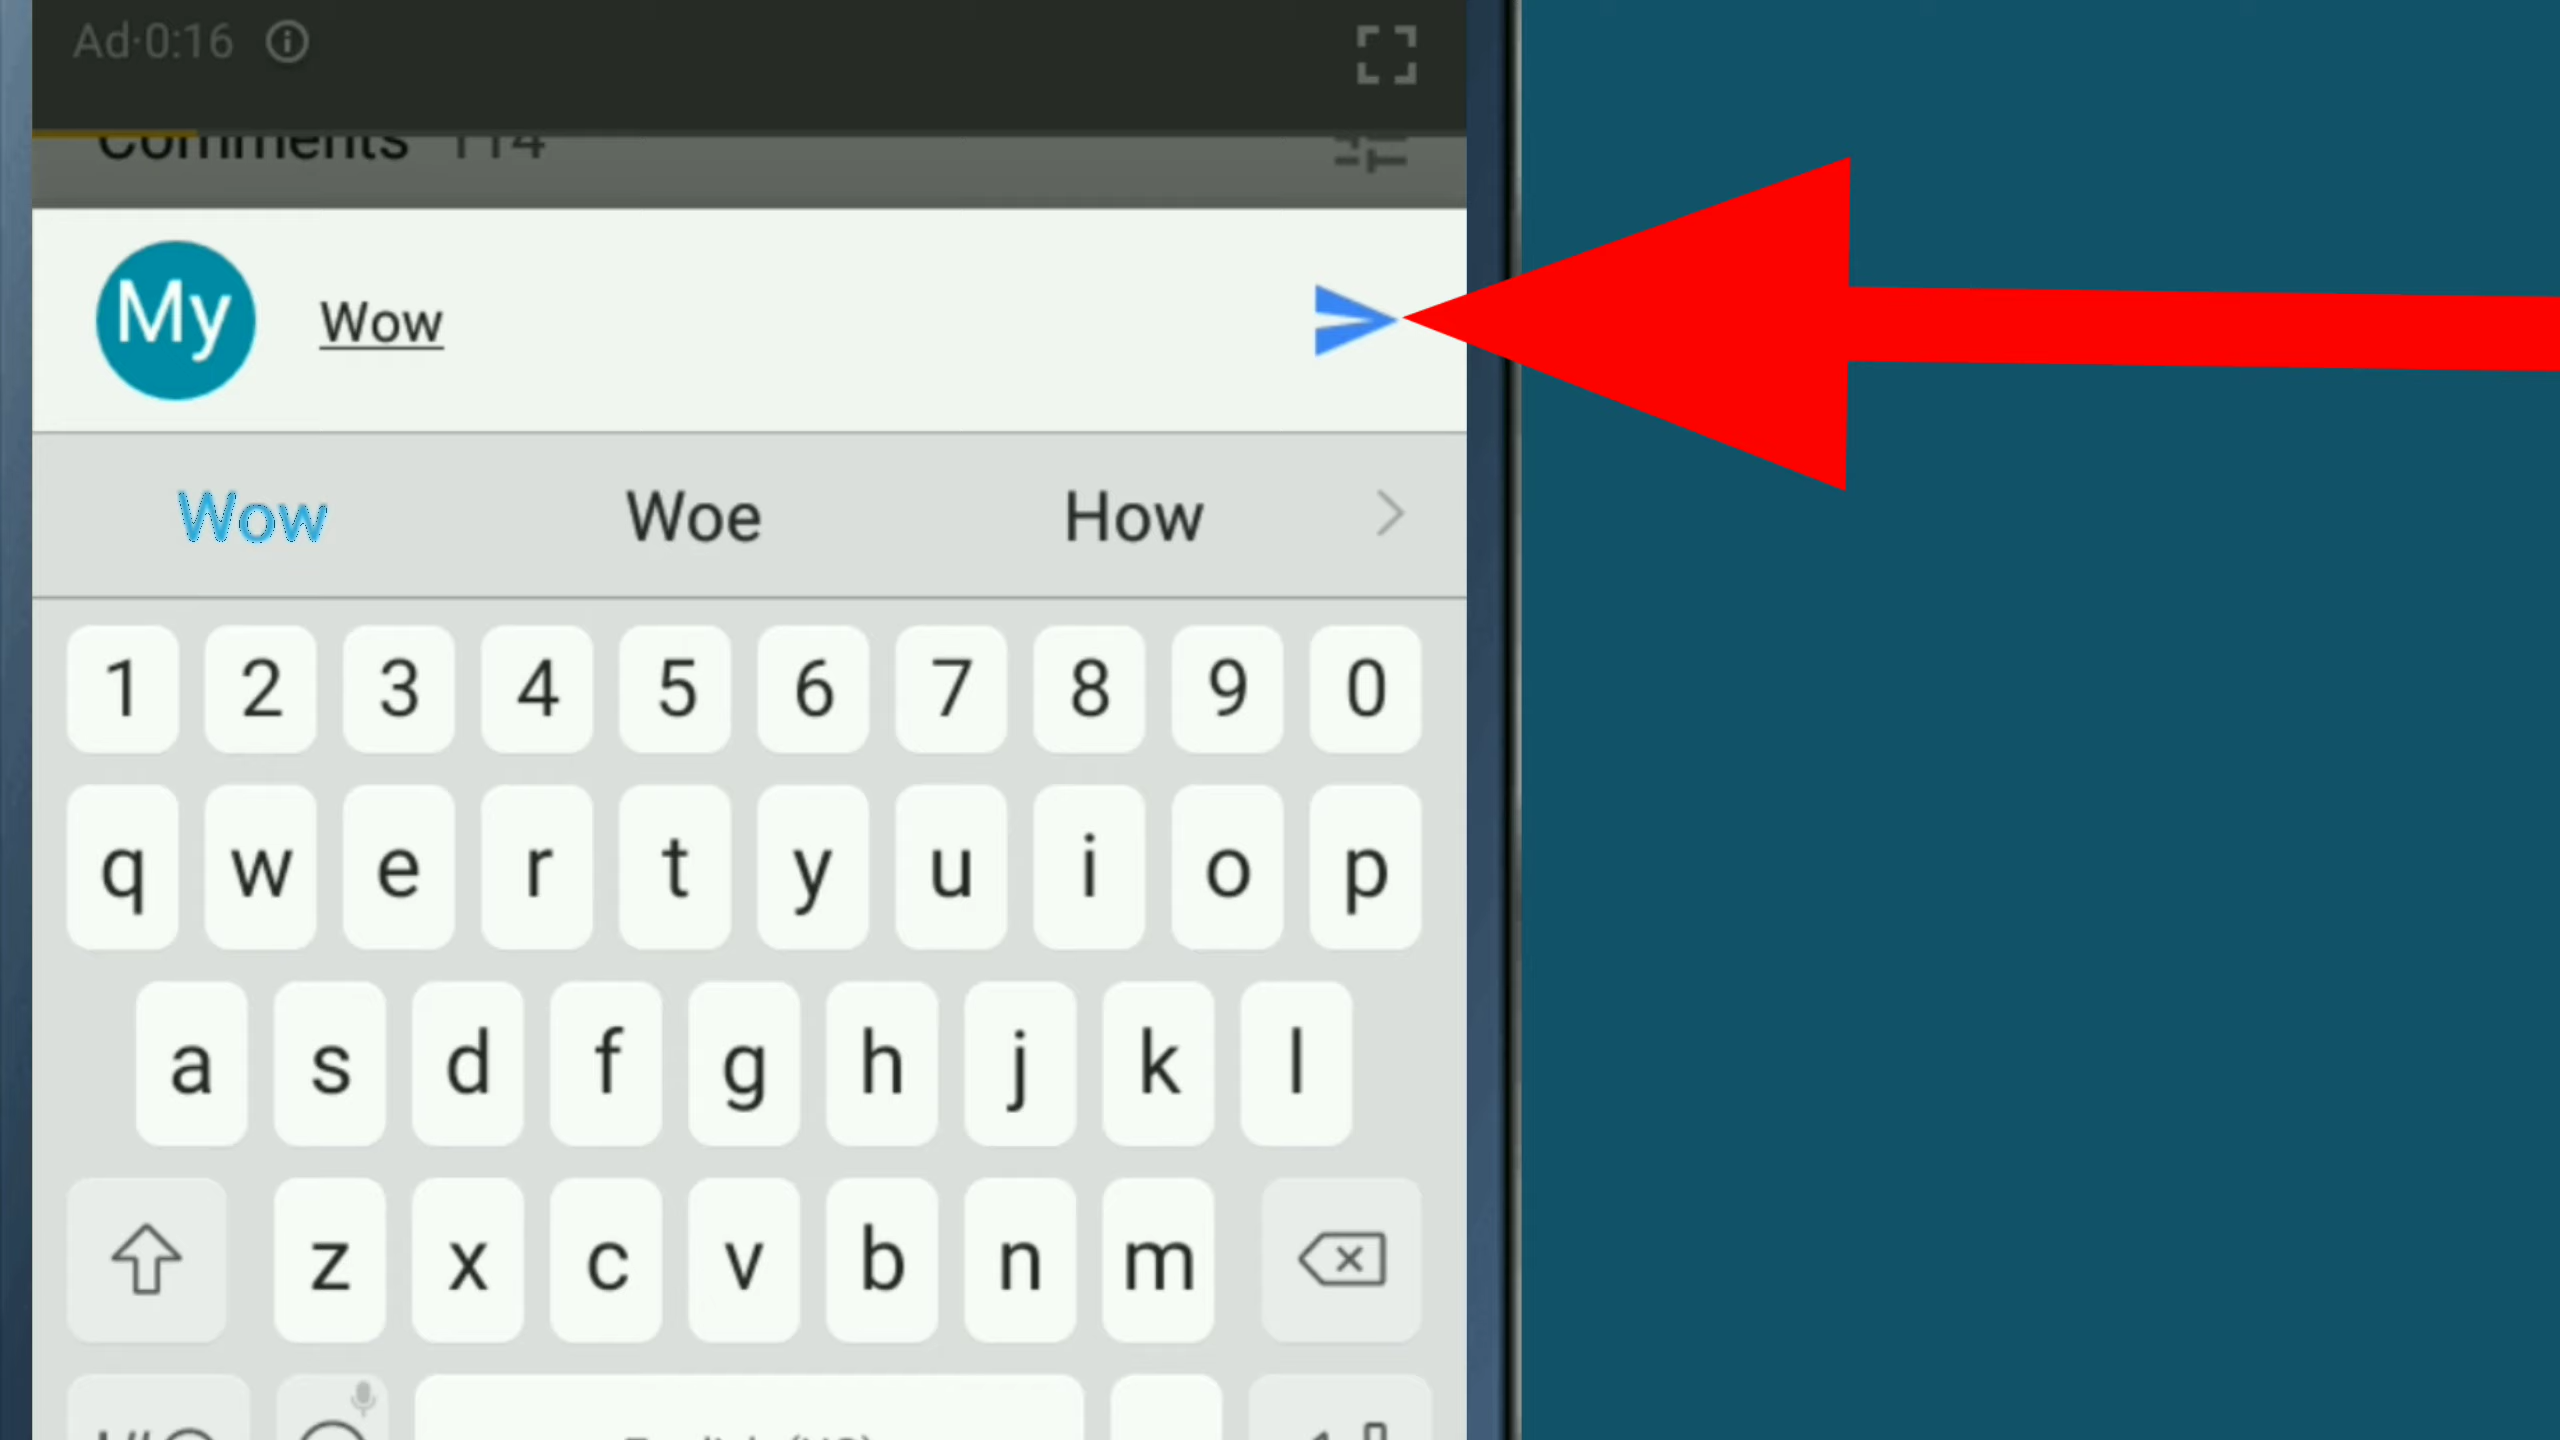 Ad·0:16
Comments 114
My Wow
Wow Woe How
1 2 3 4 5 6 7 8 9 0
q w e r t y u i o p
a s d f g h j k l
z x c v b n m